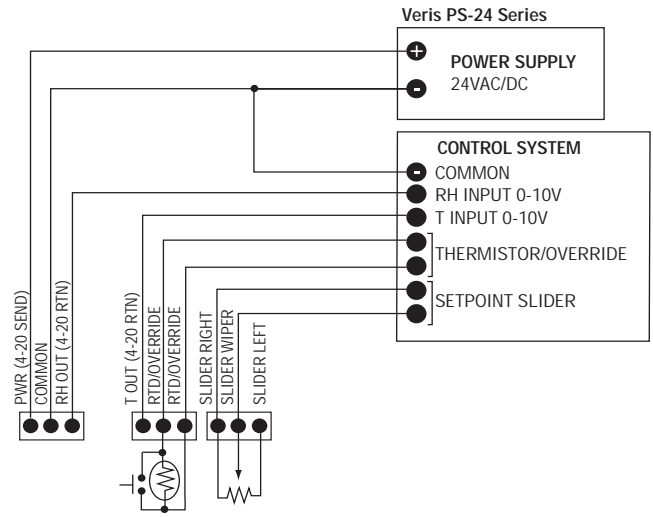 Veris PS-24 Series
+
POWER SUPPLY
24VAC/DC
-
CONTROL SYSTEM
- COMMON
RH INPUT 0-10V
T INPUT 0-10V
THERMISTOR/OVERRIDE
SETPOINT SLIDER
PWR (4-20 SEND)
COMMON
RH OUT (4-20 RTN)
T OUT (4-20 RTN)
RTD/OVERRIDE
RTD/OVERRIDE
SLIDER RIGHT
SLIDER WIPER
SLIDER LEFT